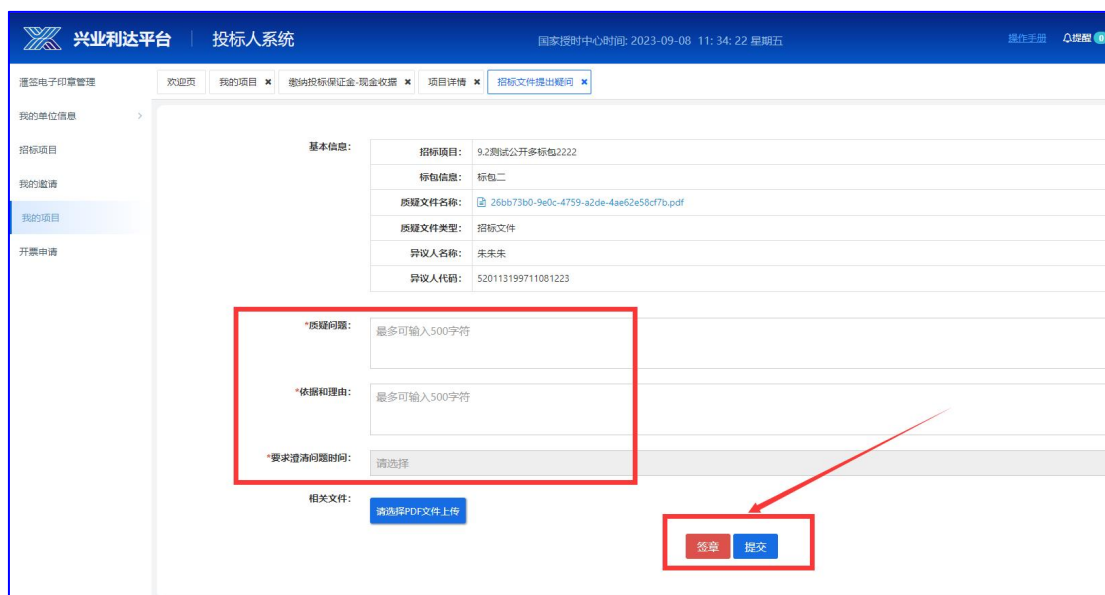 兴业利达平台 投标人系统 国家授时中心时间: 2023-09-08 11: 34: 22 星期五 操作手册 提醒 0
滙签电子印章管理 欢迎页 我的项目 × 缴纳投标保证金-现金收据 × 项目详情 × 招标文件提出疑问 ×
我的单位信息 >
招标项目
我的邀请
我的项目
开票申请
基本信息:
招标项目: 9.2测试公开多标包2222
标包信息: 标包二
质疑文件名称: 26bb73b0-9e0c-4759-a2de-4ae62e58cf7b.pdf
质疑文件类型: 招标文件
异议人名称: 朱朱朱
异议人代码: 520113199711081223
*质疑问题: 最多可输入500字符
*依据和理由: 最多可输入500字符
*要求澄清问题时间: 请选择
相关文件: 请选择PDF文件上传
签章 提交